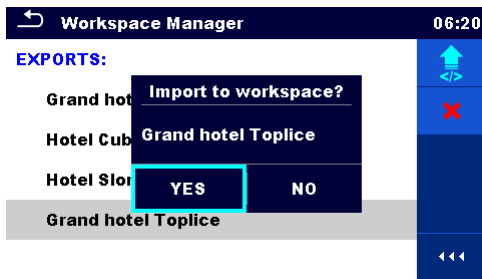 Workspace Manager 06:20
EXPORTS:
</>
Grand hot
Import to workspace?
Hotel Cub
Grand hotel Toplice
Hotel Slon
YES NO
Grand hotel Toplice